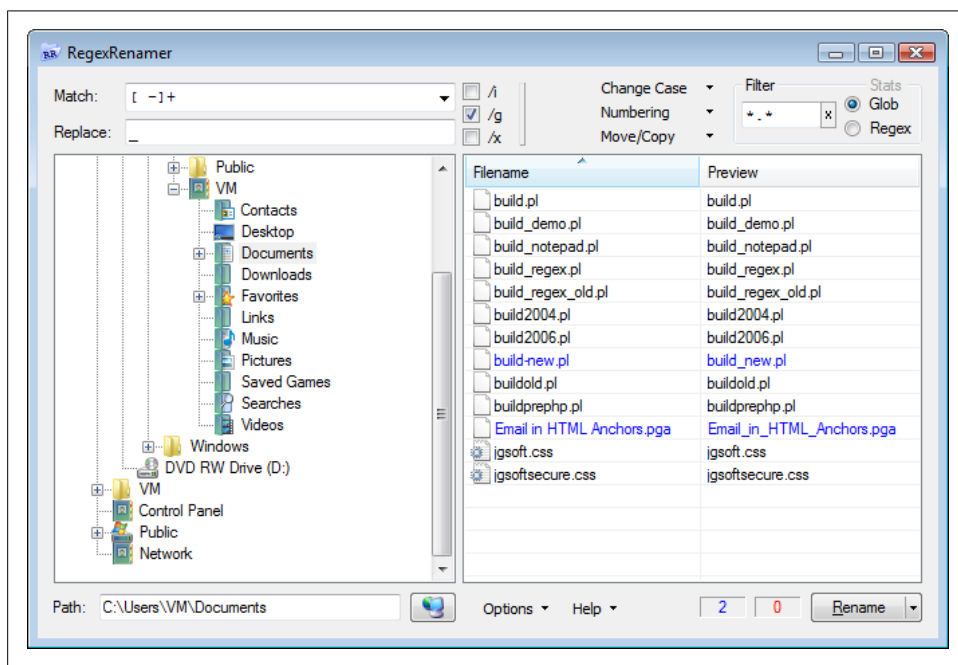 RR RegexRenamer
Match: [ -]+
Replace: _
/i
/g
/x
Change Case
Numbering
Move/Copy
Filter
*.*
x
Stats
Glob
Regex
Public
VM
Contacts
Desktop
Documents
Downloads
Favorites
Links
Music
Pictures
Saved Games
Searches
Videos
Windows
DVD RW Drive (D:)
VM
Control Panel
Public
Network
Filename Preview
build.pl build.pl
build_demo.pl build_demo.pl
build_notepad.pl build_notepad.pl
build_regex.pl build_regex.pl
build_regex_old.pl build_regex_old.pl
build2004.pl build2004.pl
build2006.pl build2006.pl
build-new.pl build_new.pl
buildold.pl buildold.pl
buildprephp.pl buildprephp.pl
Email in HTML Anchors.pga Email_in_HTML_Anchors.pga
jgsoft.css jgsoft.css
jgsoftsecure.css jgsoftsecure.css
Path: C:\Users\VM\Documents
Options Help 2 0 Rename